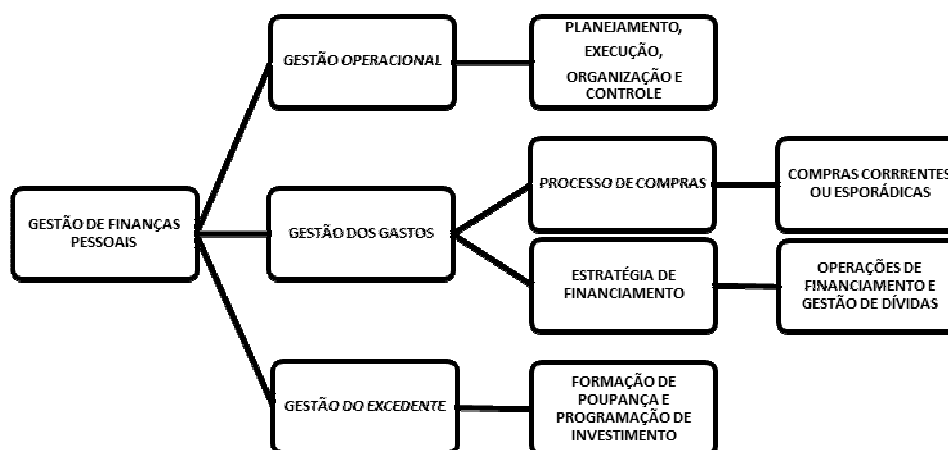 GESTÃO DE FINANÇAS
PESSOAIS
GESTÃO OPERACIONAL
PLANEJAMENTO,
EXECUÇÃO,
ORGANIZAÇÃO E
CONTROLE
GESTÃO DOS GASTOS
PROCESSO DE COMPRAS
COMPRAS CORRRENTES
OU ESPORÁDICAS
ESTRATÉGIA DE
FINANCIAMENTO
OPERAÇÕES DE
FINANCIAMENTO E
GESTÃO DE DÍVIDAS
GESTÃO DO EXCEDENTE
FORMAÇÃO DE
POUPANÇA E
PROGRAMAÇÃO DE
INVESTIMENTO